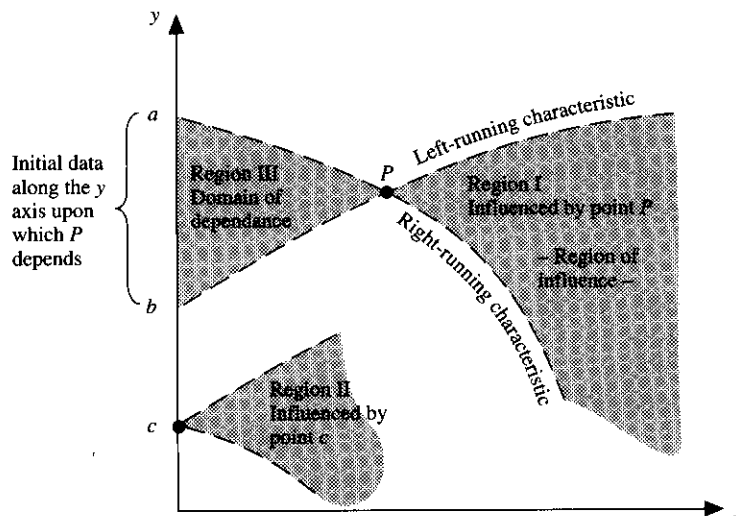 y
a
Initial data
along the y
axis upon
which P
depends
b
c
Region III
Domain of
dependance
P
Left-running characteristic
Right-running characteristic
Region I
Influenced by point P
– Region of
influence –
Region II
Influenced by
point c